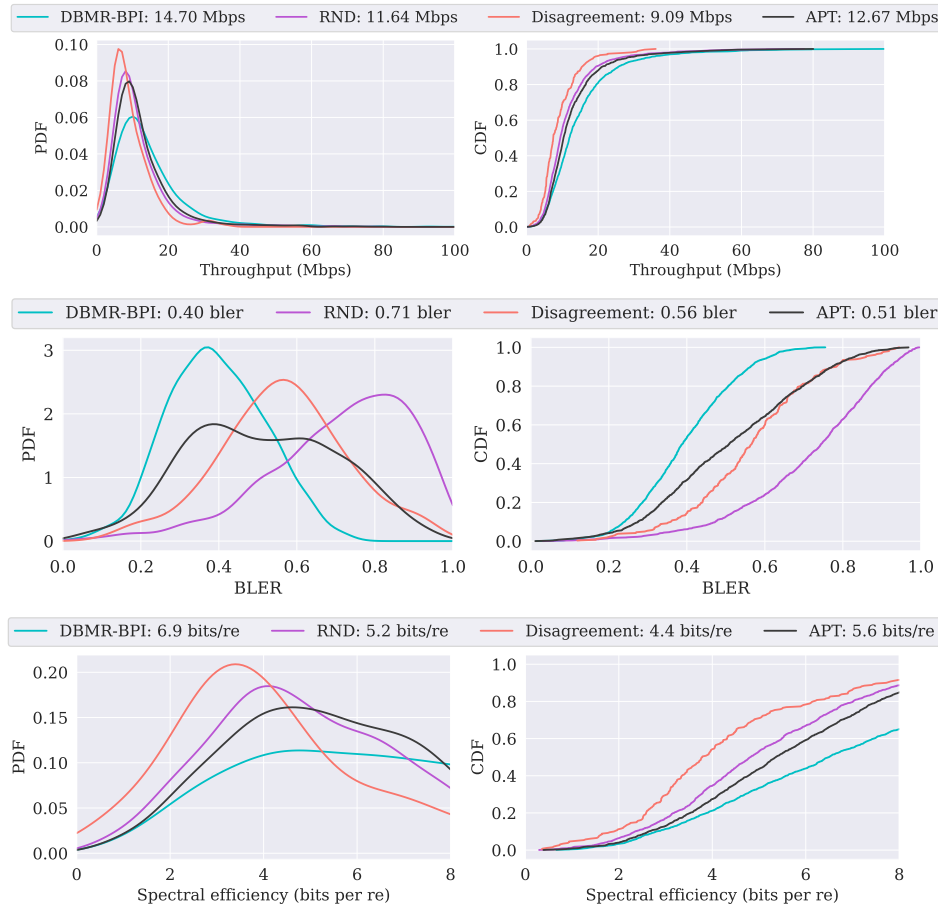 DBMR-BPI: 14.70 Mbps RND: 11.64 Mbps Disagreement: 9.09 Mbps APT: 12.67 Mbps
0.10
0.08
0.06
0.04
0.02
0.00
PDF
0 20 40 60 80 100
Throughput (Mbps)
1.0
0.8
0.6
0.4
0.2
0.0
CDF
0 20 40 60 80 100
Throughput (Mbps)
DBMR-BPI: 0.40 bler RND: 0.71 bler Disagreement: 0.56 bler APT: 0.51 bler
3
2
1
0
PDF
0.0 0.2 0.4 0.6 0.8 1.0
BLER
1.0
0.8
0.6
0.4
0.2
0.0
CDF
0.2 0.4 0.6 0.8 1.0
BLER
DBMR-BPI: 6.9 bits/re RND: 5.2 bits/re Disagreement: 4.4 bits/re APT: 5.6 bits/re
0.20
0.15
0.10
0.05
0.00
PDF
0 2 4 6 8
Spectral efficiency (bits per re)
1.0
0.8
0.6
0.4
0.2
0.0
CDF
0 2 4 6 8
Spectral efficiency (bits per re)